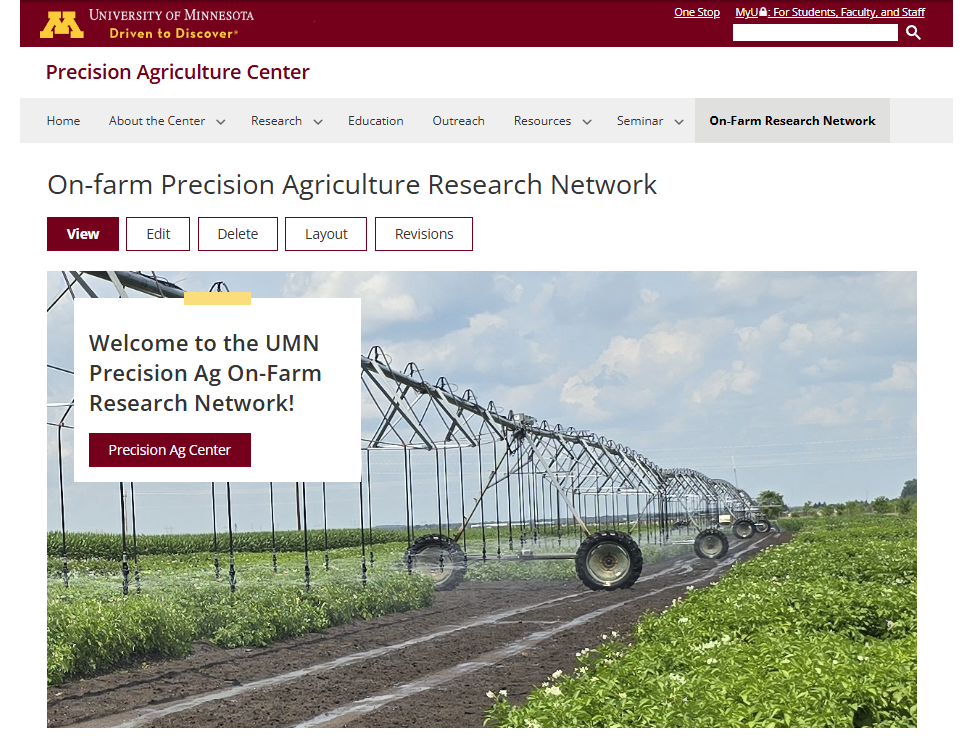 UNIVERSITY OF MINNESOTA
Driven to Discover®
One Stop
MyU: For Students, Faculty, and Staff
Precision Agriculture Center
Home About the Center Research Education Outreach Resources Seminar On-Farm Research Network
On-farm Precision Agriculture Research Network
View Edit Delete Layout Revisions
Welcome to the UMN
Precision Ag On-Farm
Research Network!
Precision Ag Center